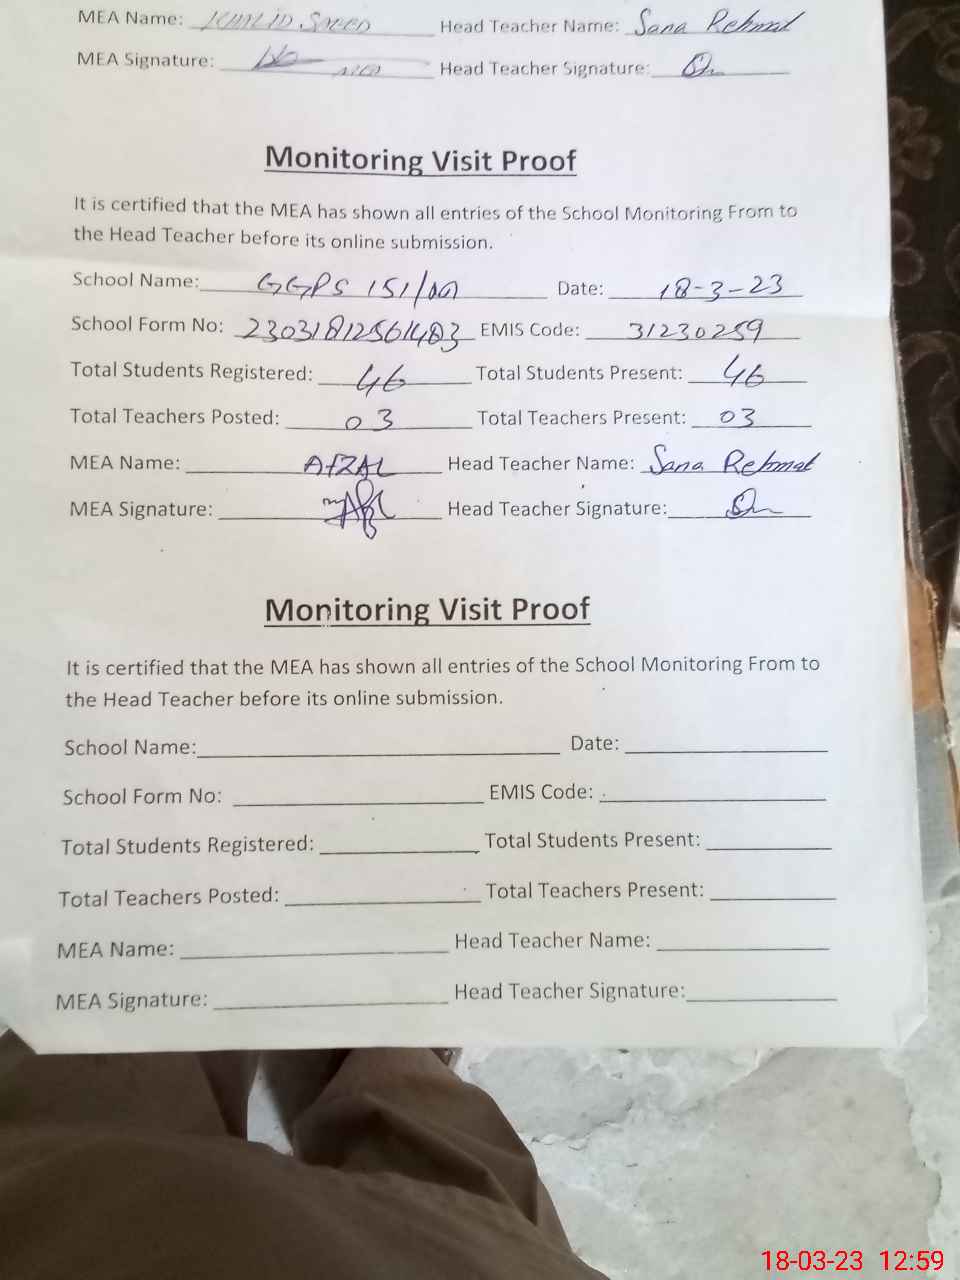 MEA Name: KHALID SAEED Head Teacher Name: Sana Rehmat
MEA Signature: Head Teacher Signature:
Monitoring Visit Proof
It is certified that the MEA has shown all entries of the School Monitoring From to
the Head Teacher before its online submission.
School Name: GGPS 151/ Date: 18-3-23
School Form No: EMIS Code: 31230259
Total Students Registered: 46 Total Students Present: 46
Total Teachers Posted: 03 Total Teachers Present: 03
MEA Name: AfZAL Head Teacher Name: Sana Rehmat
MEA Signature: Head Teacher Signature:
Monitoring Visit Proof
It is certified that the MEA has shown all entries of the School Monitoring From to
the Head Teacher before its online submission.
School Name: Date:
School Form No: EMIS Code:
Total Students Registered: Total Students Present:
Total Teachers Posted: Total Teachers Present:
MEA Name: Head Teacher Name:
MEA Signature: Head Teacher Signature:
18-03-23 12:59